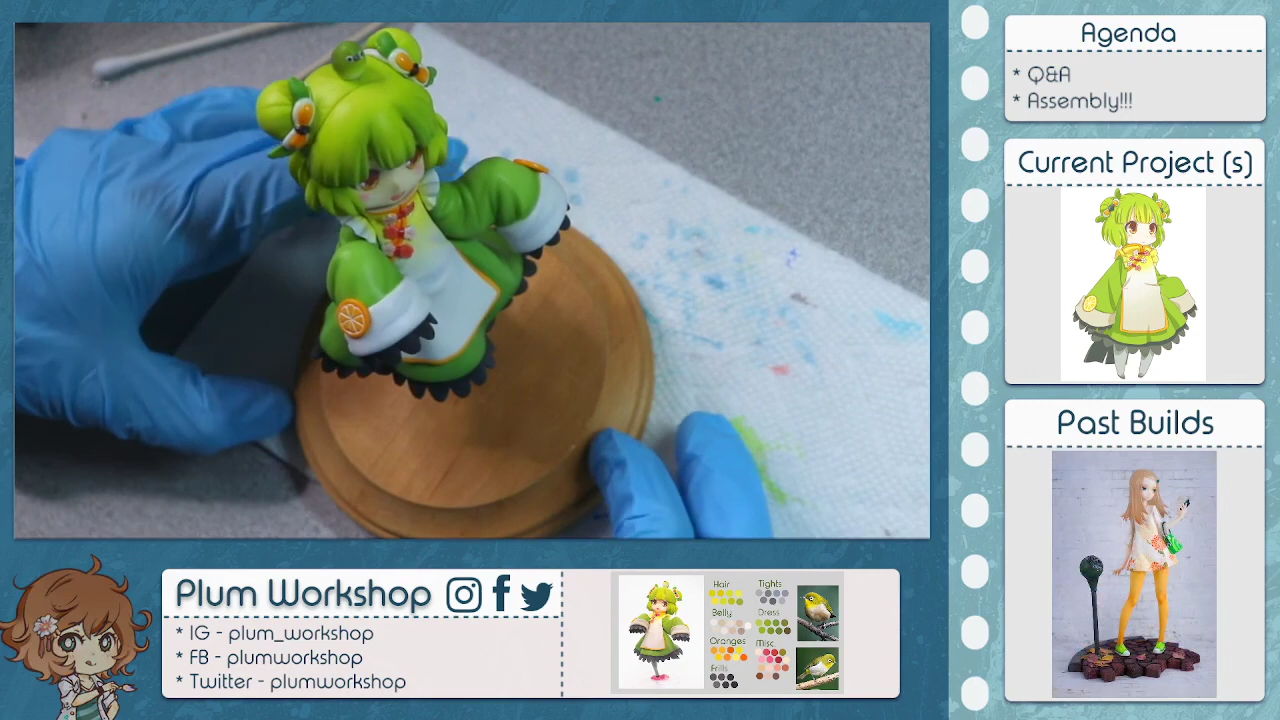 Agenda
* Q&A
* Assembly!!!
Current Project (s)
Past Builds
Plum Workshop
* IG - plum_workshop
* FB - plumworkshop
* Twitter - plumworkshop
Hair
Tights
Belly
Dress
Oranges
Misc.
Frills